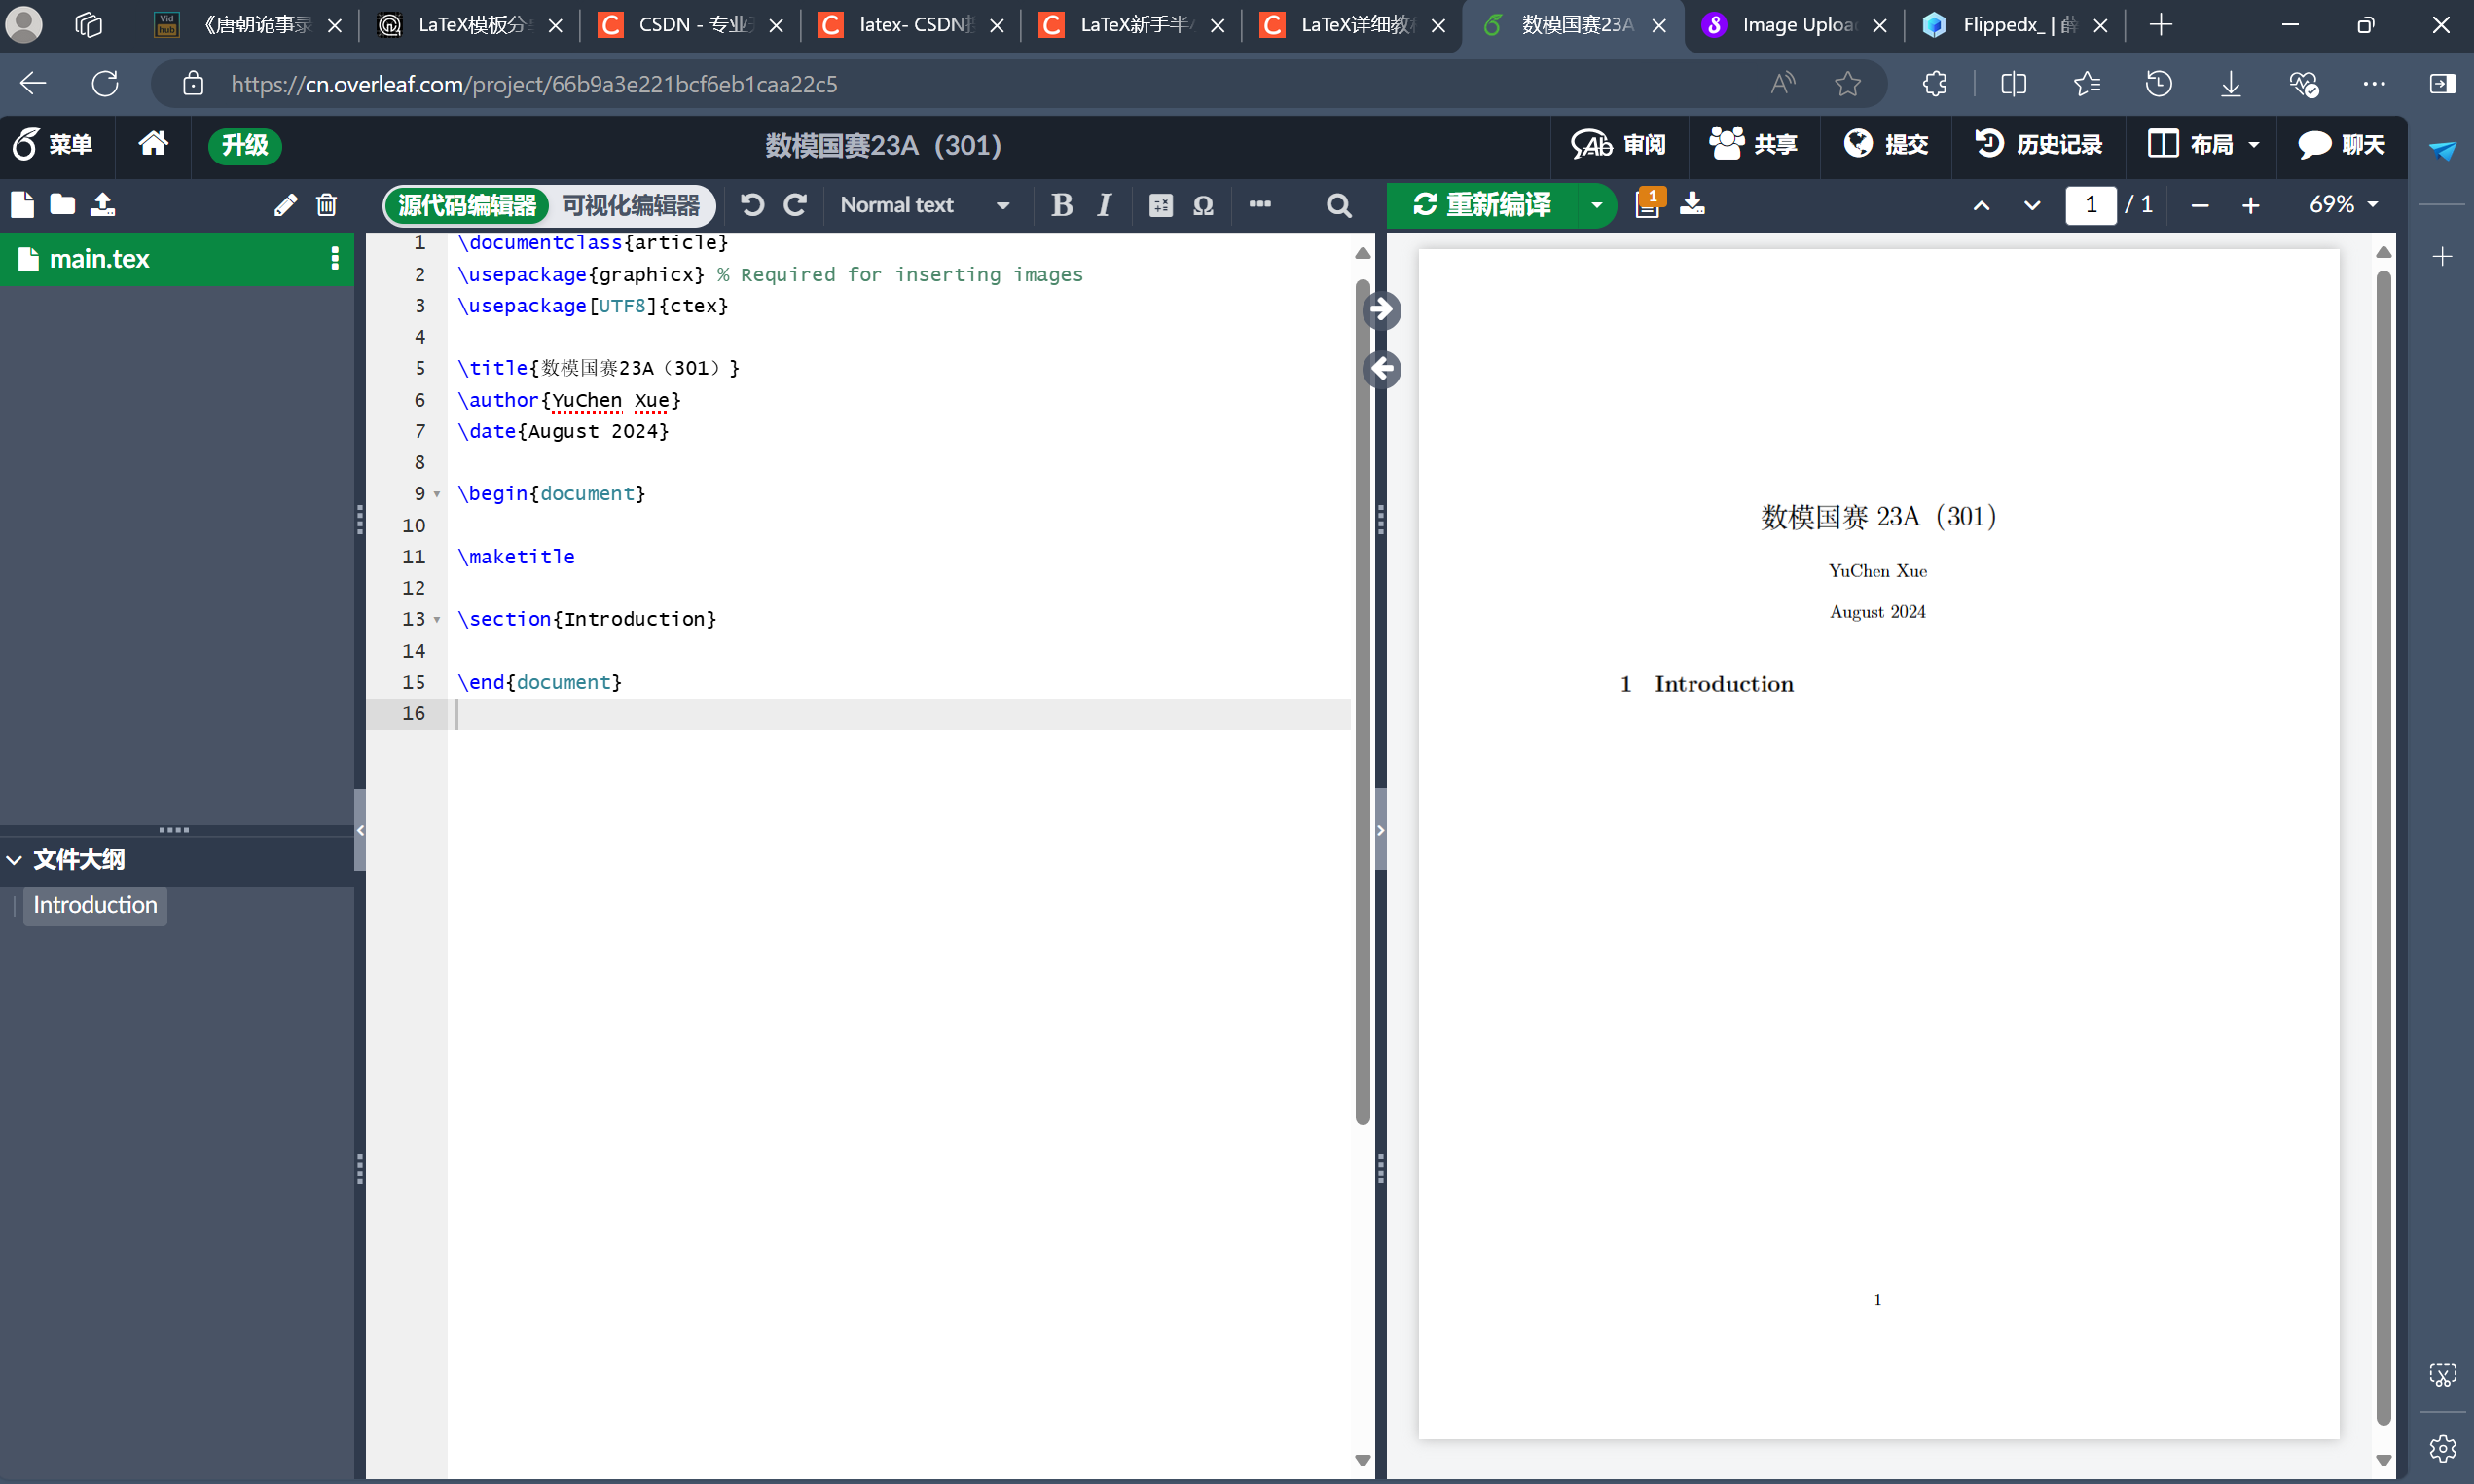 Vid hub 《唐朝诡事录 LaTeX模板分 CSDN - 专业 latex- CSDN LaTeX新手半 LaTeX详细教 数模国赛23A Image Uploa Flippedx_ | 薛
https://cn.overleaf.com/project/66b9a3e221bcf6eb1caa22c5
菜单 升级 数模国赛23A（301） 审阅 共享 提交 历史记录 布局 聊天
源代码编辑器 可视化编辑器 Normal text B I Ω 重新编译 1 1 / 1 69%
main.tex
1 \documentclass{article}
2 \usepackage{graphicx} % Required for inserting images
3 \usepackage[UTF8]{ctex}
4
5 \title{数模国赛23A（301）}
6 \author{YuChen Xue}
7 \date{August 2024}
8
9 \begin{document}
10
11 \maketitle
12
13 \section{Introduction}
14
15 \end{document}
16
文件大纲
Introduction
数模国赛 23A（301）
YuChen Xue
August 2024
1 Introduction
1